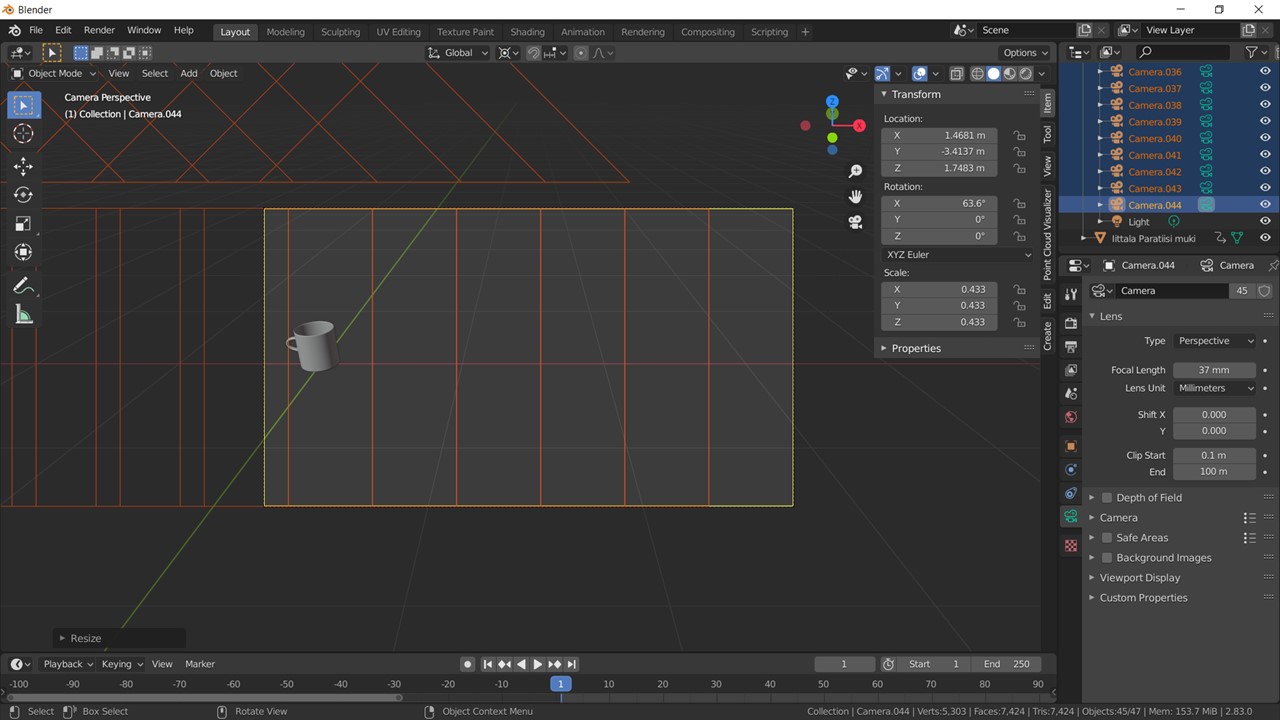 Blender
File Edit Render Window Help Layout Modeling Sculpting UV Editing Texture Paint Shading Animation Rendering Compositing Scripting + Scene View Layer
Global Options
Object Mode View Select Add Object
Camera Perspective
(1) Collection | Camera.044
Z
X
Transform
Location:
X 1.4681 m
Y -3.4137 m
Z 1.7483 m
Rotation:
X 63.6°
Y 0°
Z 0°
XYZ Euler
Scale:
X 0.433
Y 0.433
Z 0.433
Properties
Item
Tool
View
Point Cloud Visualizer
Edit
Create
Camera.036
Camera.037
Camera.038
Camera.039
Camera.040
Camera.041
Camera.042
Camera.043
Camera.044
Light
Iittala Paratiisi muki
Camera.044 Camera
Camera 45
Lens
Type Perspective
Focal Length 37 mm
Lens Unit Millimeters
Shift X 0.000
Y 0.000
Clip Start 0.1 m
End 100 m
Depth of Field
Camera
Safe Areas
Background Images
Viewport Display
Custom Properties
Resize
Playback Keying View Marker 1 Start 1 End 250
-100 -90 -80 -70 -60 -50 -40 -30 -20 -10 1 10 20 30 40 50 60 70 80 90
Select Box Select Rotate View Object Context Menu Collection | Camera.044 | Verts:5,303 | Faces:7,424 | Tris:7,424 | Objects:45/47 | Mem: 153.7 MiB | 2.83.0